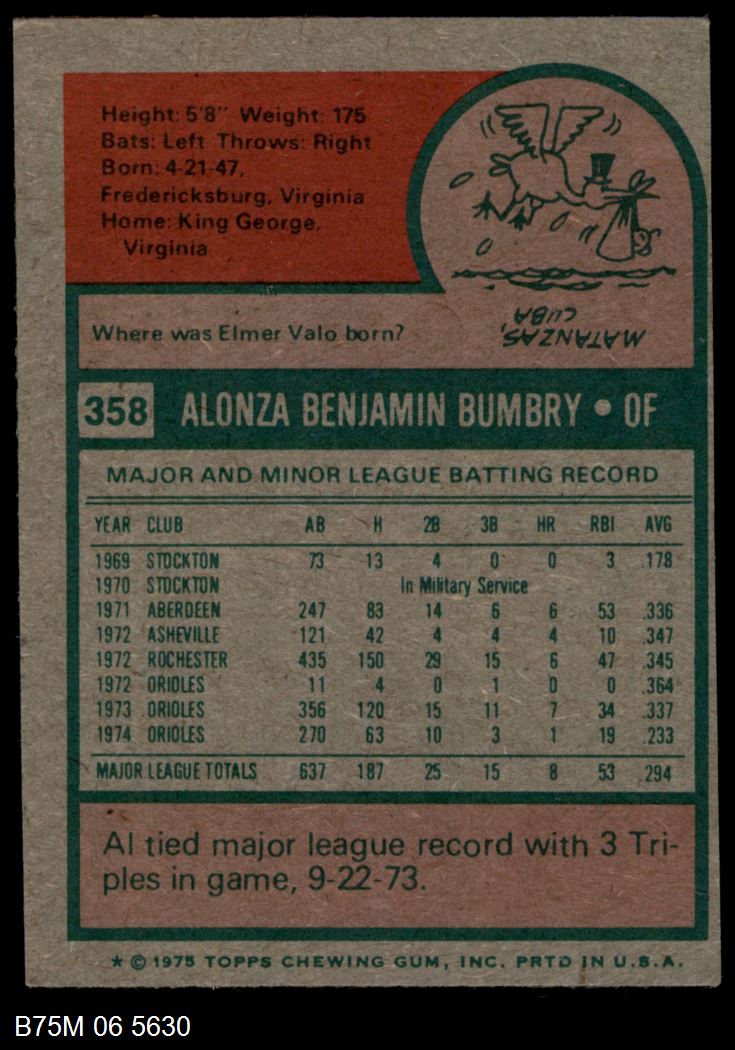 Height: 5'8" Weight: 175
Bats: Left Throws: Right
Born: 4-21-47,
Fredericksburg, Virginia
Home: King George,
Virginia
Where was Elmer Valo born?
MATANZAS,
CUBA
358 ALONZA BENJAMIN BUMBRY • OF
MAJOR AND MINOR LEAGUE BATTING RECORD
YEAR CLUB AB H 2B 3B HR RBI AVG
1969 STOCKTON 73 13 4 0 0 3 .178
1970 STOCKTON In Military Service
1971 ABERDEEN 247 83 14 6 6 53 .336
1972 ASHEVILLE 121 42 4 4 4 10 .347
1972 ROCHESTER 435 150 29 15 6 47 .345
1972 ORIOLES 11 4 0 1 0 0 .364
1973 ORIOLES 356 120 15 11 7 34 .337
1974 ORIOLES 270 63 10 3 1 19 .233
MAJOR LEAGUE TOTALS 637 187 25 15 8 53 .294
Al tied major league record with 3 Tri-
ples in game, 9-22-73.
* © 1975 TOPPS CHEWING GUM, INC. PRTD IN U.S.A.
B75M 06 5630